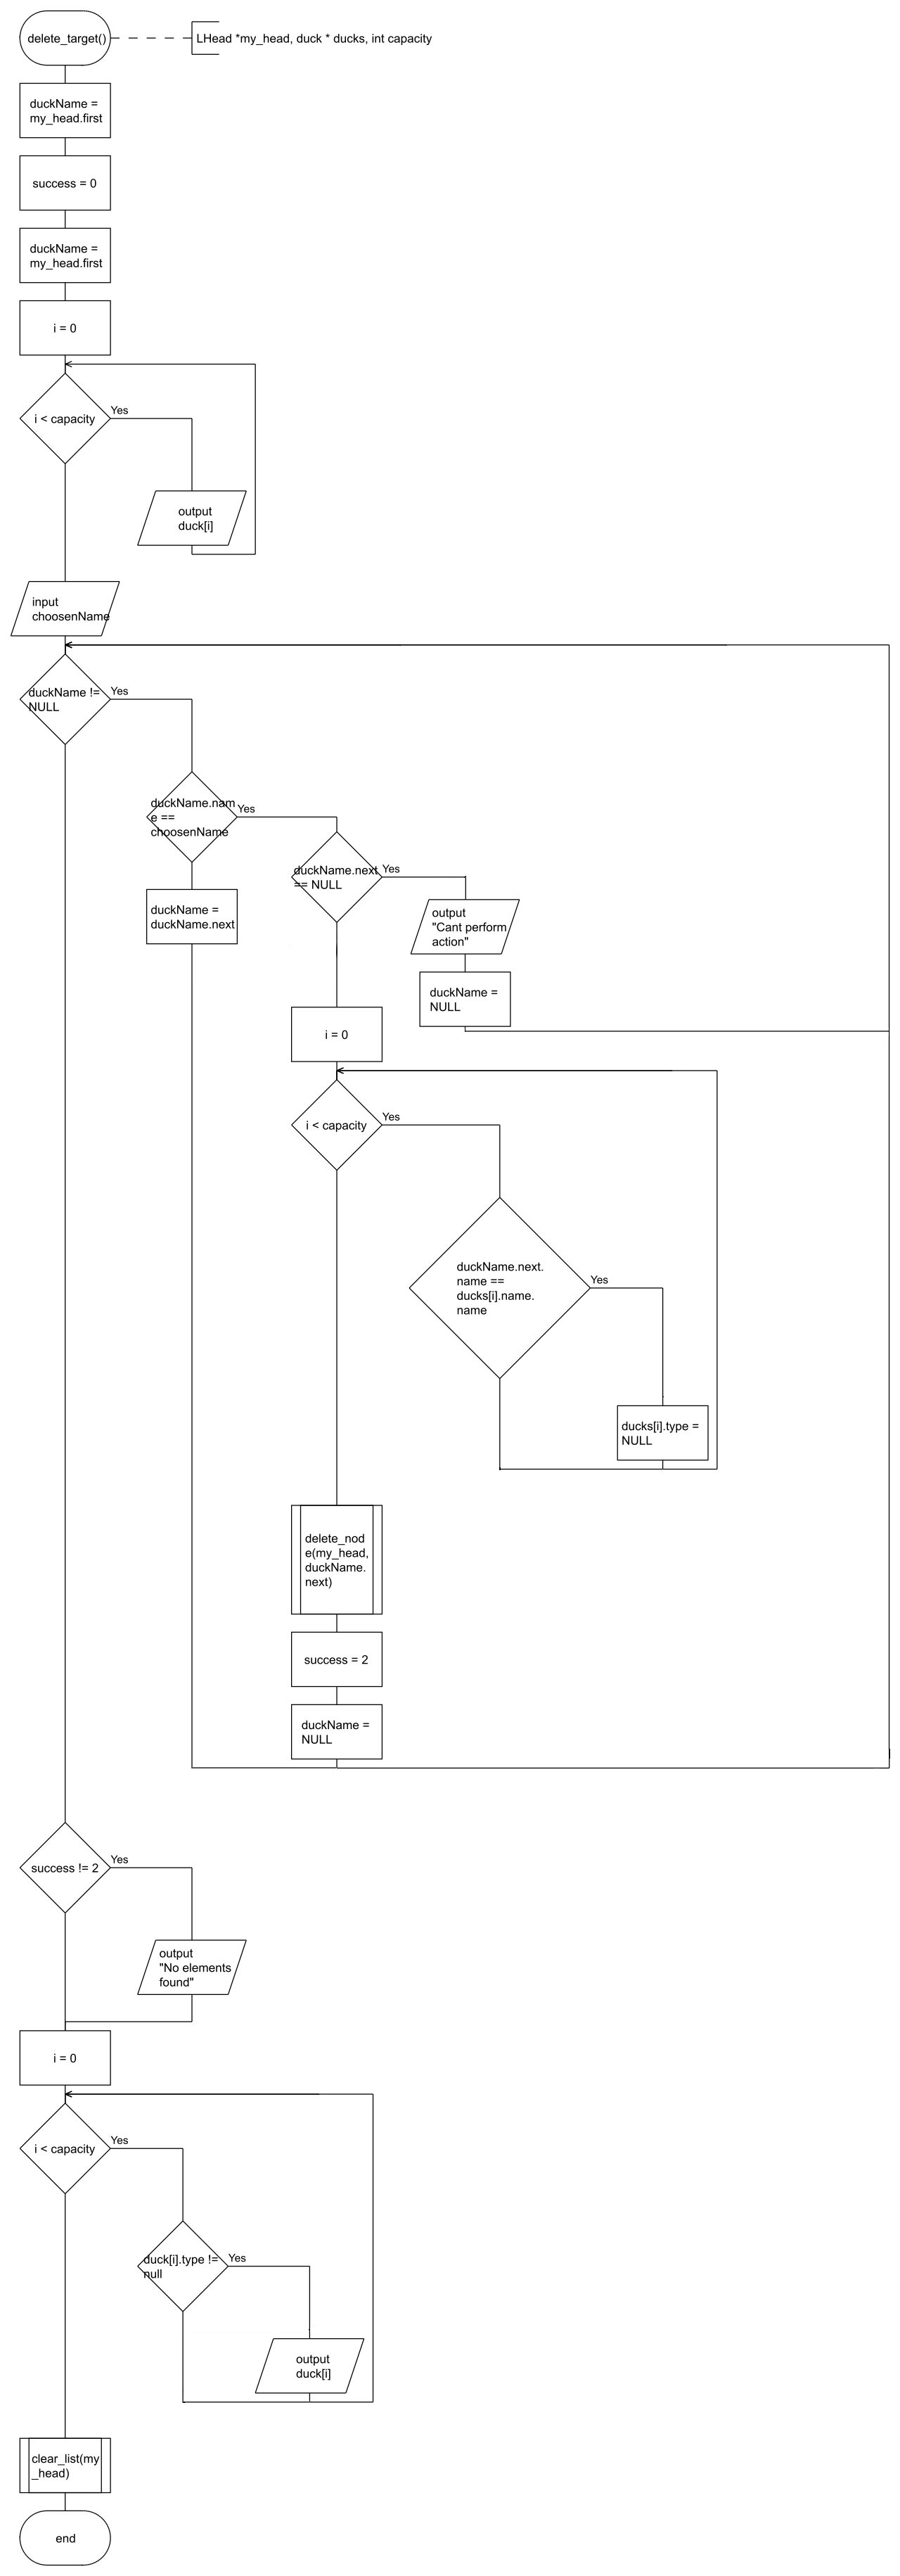 delete_target()
LHead *my_head, duck * ducks, int capacity
duckName =
my_head.first
success = 0
duckName =
my_head.first
i = 0
i < capacity
Yes
output
duck[i]
input
choosenName
duckName !=
NULL
Yes
duckName.nam
e ==
choosenName
Yes
duckName.next
== NULL
Yes
duckName =
duckName.next
output
"Cant perform
action"
duckName =
NULL
i = 0
i < capacity
Yes
duckName.next.
name ==
ducks[i].name.
name
Yes
ducks[i].type =
NULL
delete_nod
e(my_head,
duckName.
next)
success = 2
duckName =
NULL
success != 2
Yes
output
"No elements
found"
i = 0
i < capacity
Yes
duck[i].type !=
null
Yes
output
duck[i]
clear_list(my
_head)
end